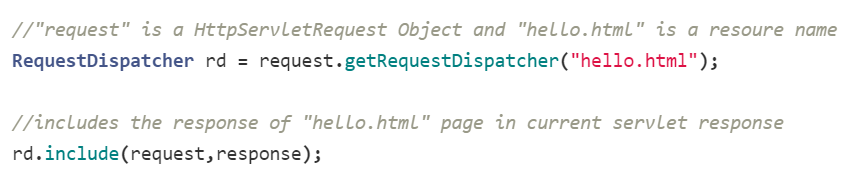 //"request" is a HttpServletRequest Object and "hello.html" is a resoure name
RequestDispatcher rd = request.getRequestDispatcher("hello.html");
//includes the response of "hello.html" page in current servlet response
rd.include(request,response);